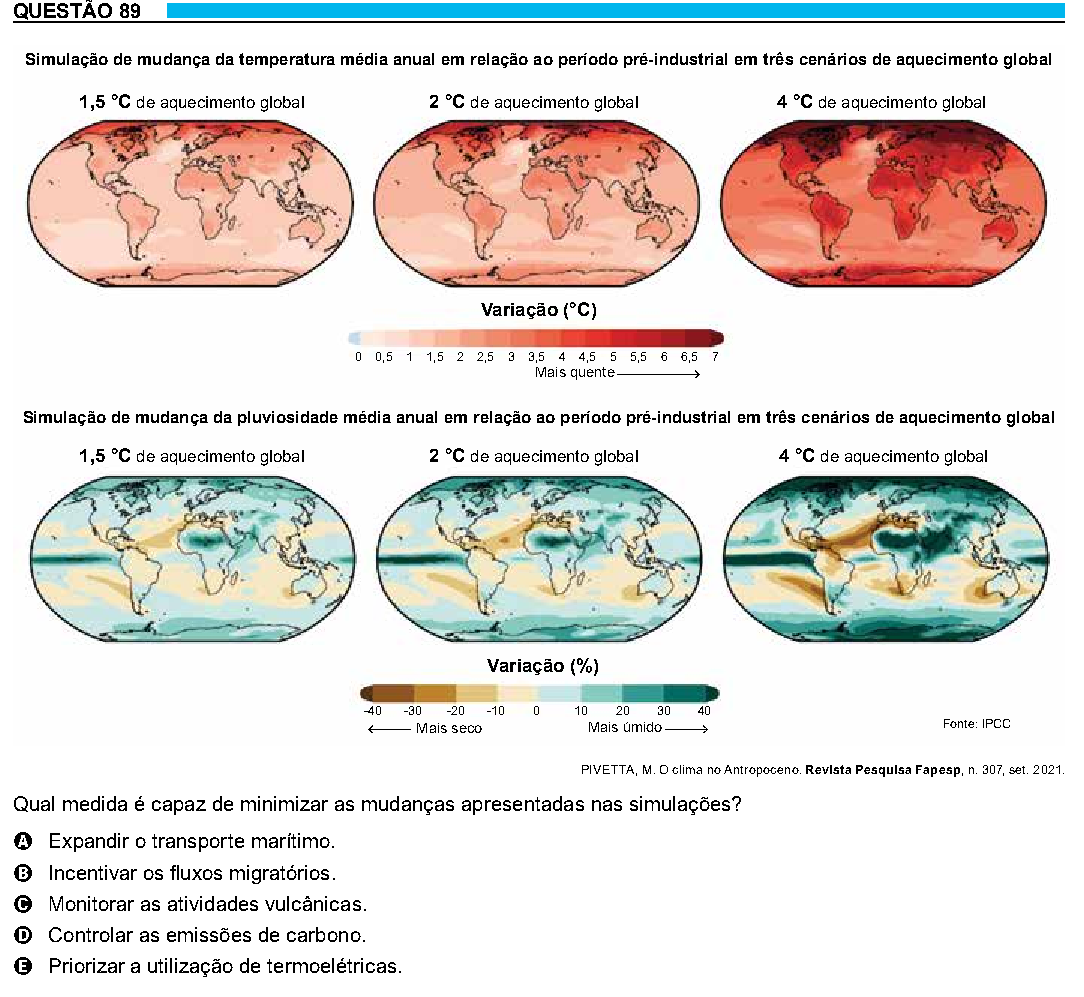 QUESTÃO 89
Simulação de mudança da temperatura média anual em relação ao período pré-industrial em três cenários de aquecimento global
1,5 °C de aquecimento global
2 °C de aquecimento global
4 °C de aquecimento global
Variação (°C)
0 0,5 1 1,5 2 2,5 3 3,5 4 4,5 5 5,5 6 6,5 7
Mais quente
Simulação de mudança da pluviosidade média anual em relação ao período pré-industrial em três cenários de aquecimento global
1,5 °C de aquecimento global
2 °C de aquecimento global
4 °C de aquecimento global
Variação (%)
-40 -30 -20 -10 0 10 20 30 40
Mais seco
Mais úmido
Fonte: IPCC
PIVETTA, M. O clima no Antropoceno. Revista Pesquisa Fapesp, n. 307, set. 2021.
Qual medida é capaz de minimizar as mudanças apresentadas nas simulações?
A Expandir o transporte marítimo.
B Incentivar os fluxos migratórios.
C Monitorar as atividades vulcânicas.
D Controlar as emissões de carbono.
E Priorizar a utilização de termoelétricas.